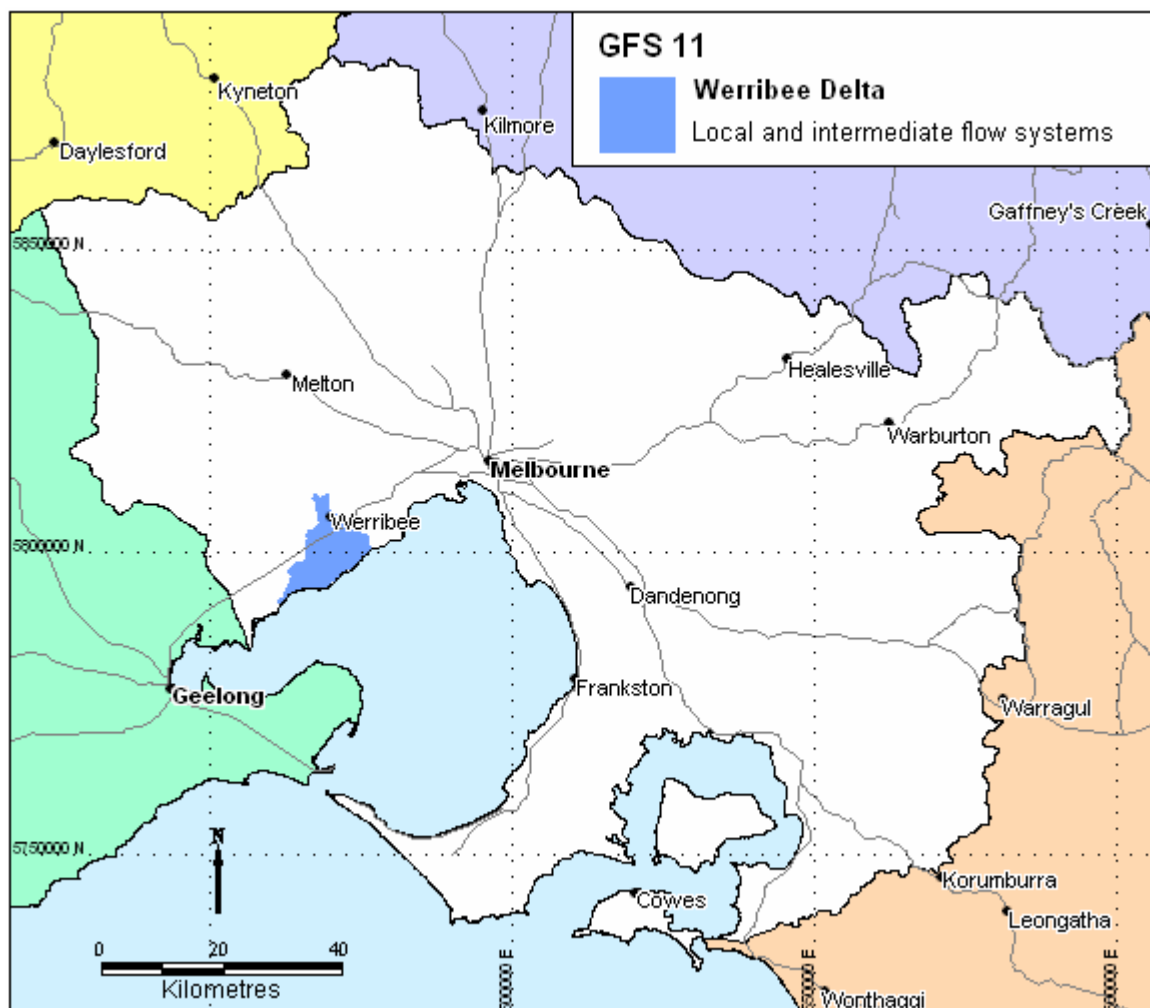 GFS 11
Werribee Delta
Local and intermediate flow systems
Kyneton
Kilmore
Daylesford
Gaffney's Creek
5850000 N
Melton
Healesville
Warburton
Melbourne
Werribee
5800000 N
Dandenong
Geelong
Frankston
Warragul
5750000 N
N
Korumburra
Cowes
Leongatha
0 20 40
Kilometres
Wonthaggi